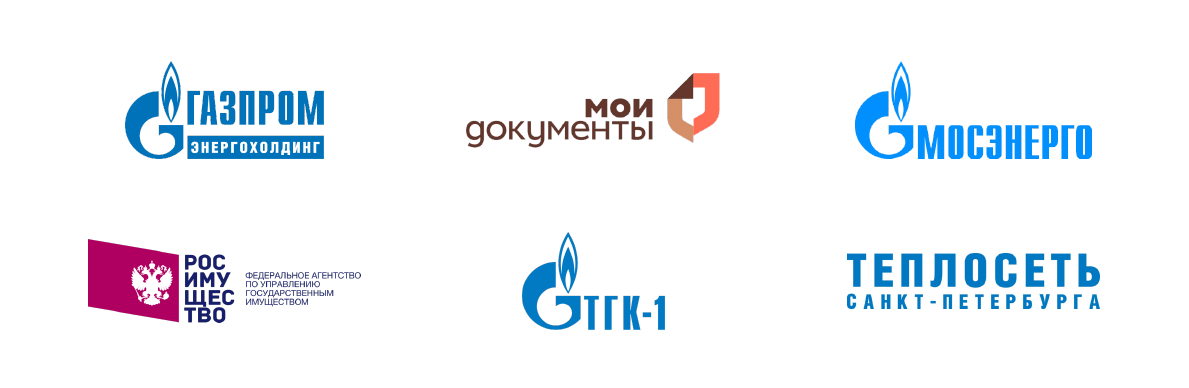 ГАЗПРОМ
ЭНЕРГОХОЛДИНГ
мои
документы
МОСЭНЕРГО
РОС
ИМУ
ЩЕС
ТВО
ФЕДЕРАЛЬНОЕ АГЕНТСТВО
ПО УПРАВЛЕНИЮ
ГОСУДАРСТВЕННЫМ
ИМУЩЕСТВОМ
ТГК-1
ТЕПЛОСЕТЬ
САНКТ-ПЕТЕРБУРГА